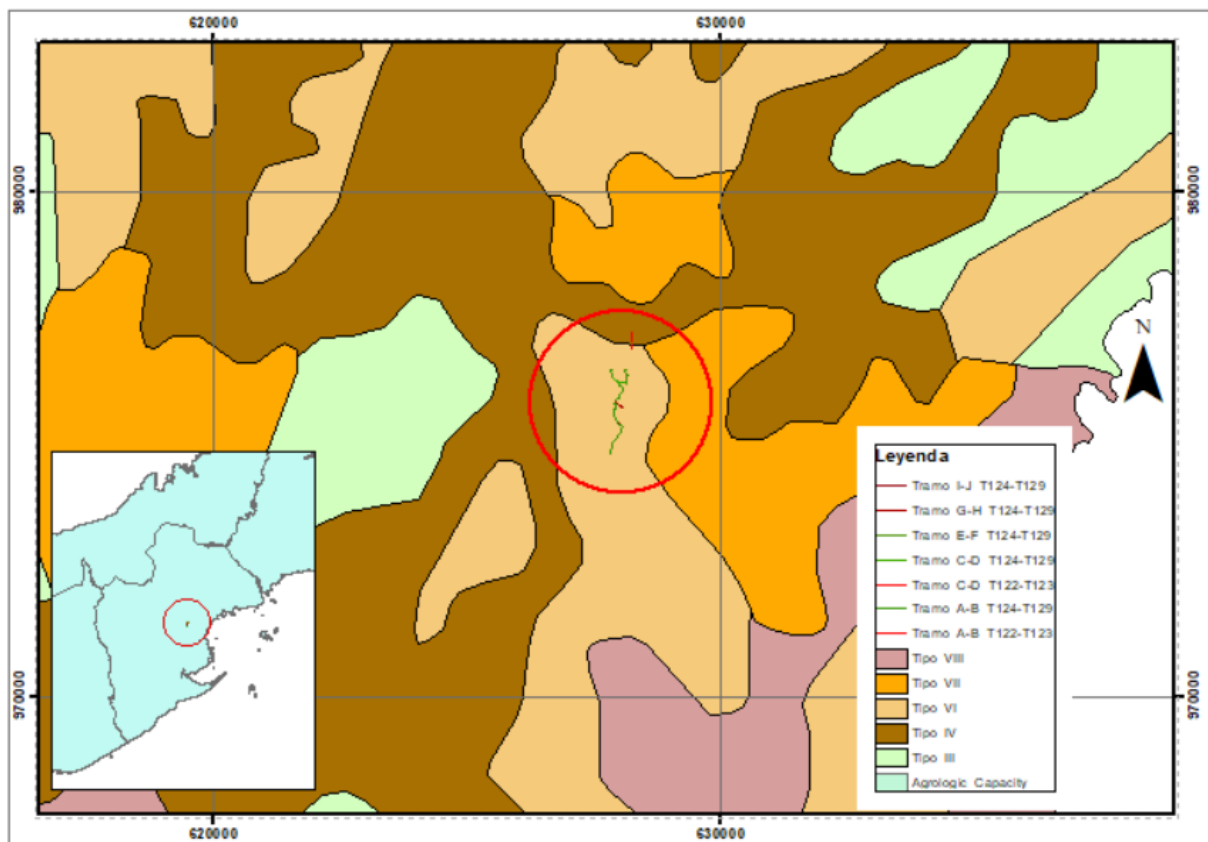 620000
630000
980000
980000
N
Leyenda
Tramo I-J T124-T129
Tramo G-H T124-T129
Tramo E-F T124-T129
Tramo C-D T124-T129
Tramo C-D T122-T123
Tramo A-B T124-T129
Tramo A-B T122-T123
Tipo VIII
Tipo VII
Tipo VI
Tipo IV
Tipo III
Agrologic Capacity
970000
970000
620000
630000